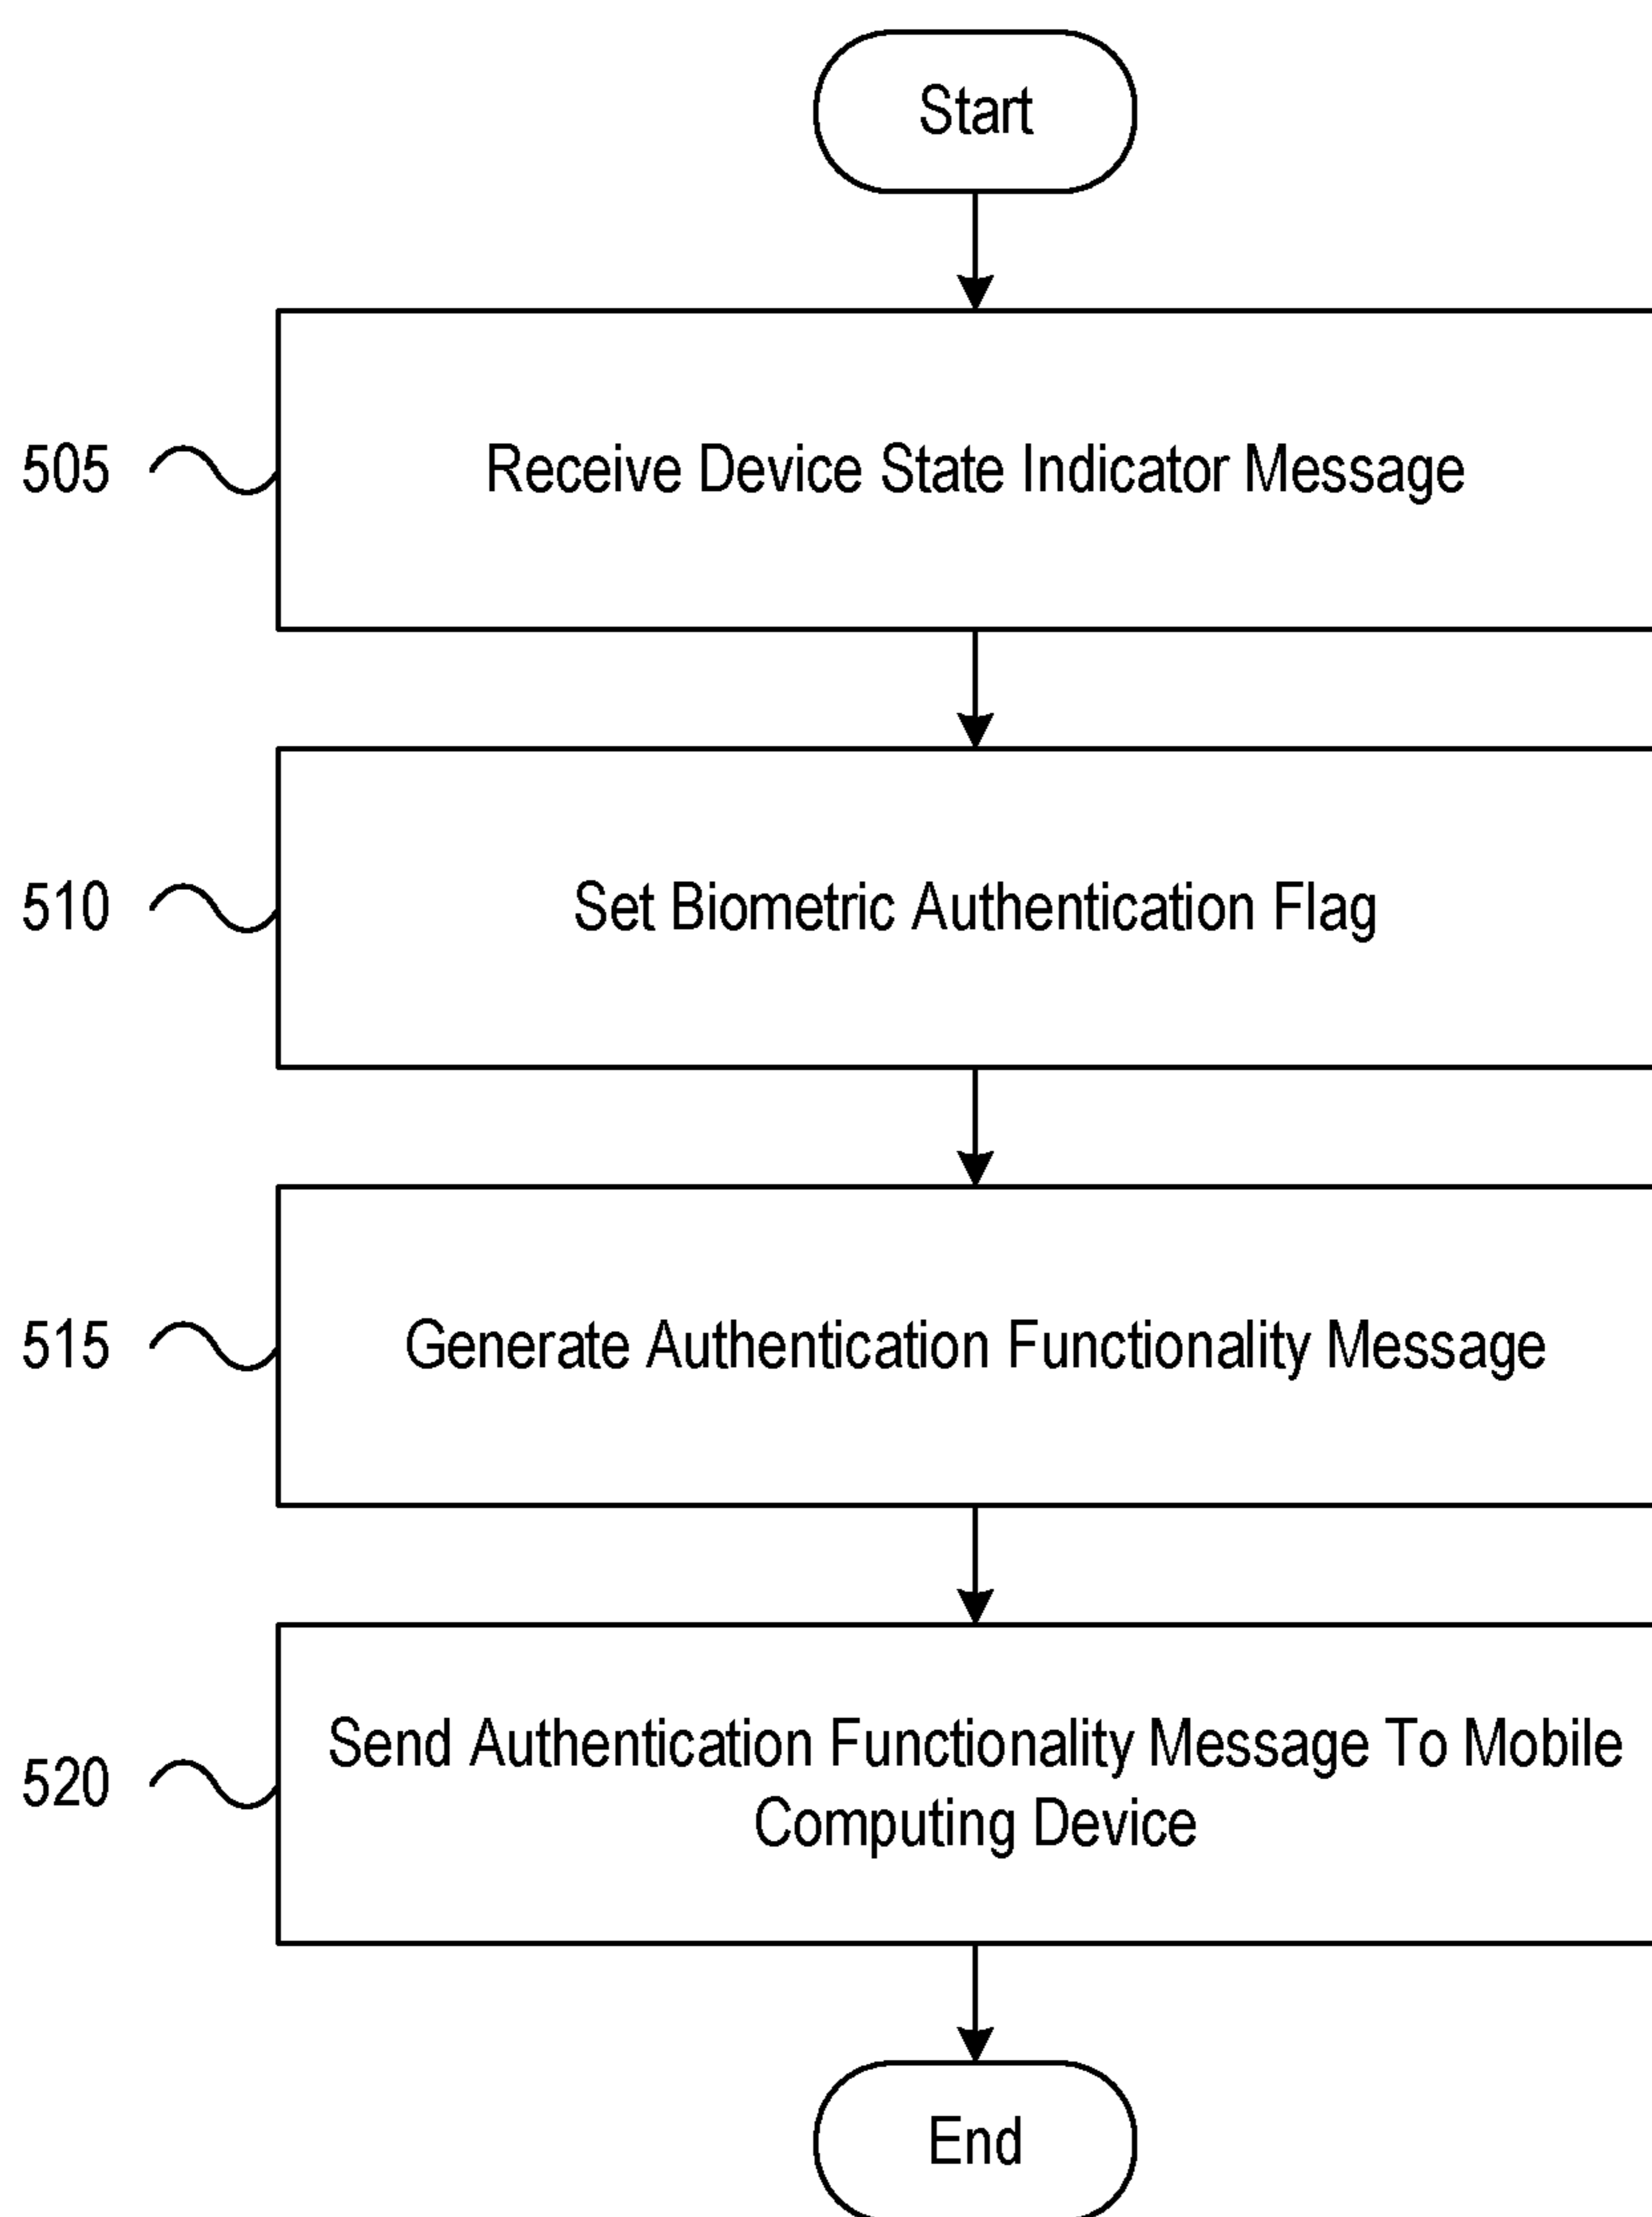 Start
505
Receive Device State Indicator Message
510
Set Biometric Authentication Flag
515
Generate Authentication Functionality Message
520
Send Authentication Functionality Message To Mobile
Computing Device
End